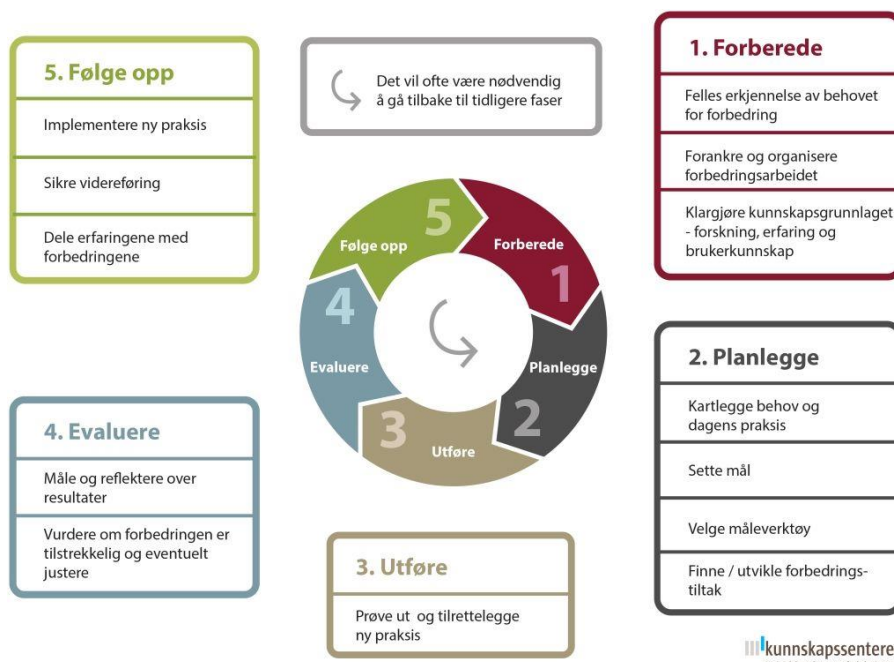 5. Følge opp
Implementere ny praksis
Sikre videreføring
Dele erfaringene med
forbedringene
Det vil ofte være nødvendig
å gå tilbake til tidligere faser
1. Forberede
Felles erkjennelse av behovet
for forbedring
Forankre og organisere
forbedringsarbeidet
Klargjøre kunnskapsgrunnlaget
- forskning, erfaring og
brukerkunnskap
5
Følge opp
Forberede
1
4
Evaluere
Planlegge
2
3
Utføre
2. Planlegge
Kartlegge behov og
dagens praksis
Sette mål
Velge måleverktøy
Finne / utvikle forbedrings-
tiltak
4. Evaluere
Måle og reflektere over
resultater
Vurdere om forbedringen er
tilstrekkelig og eventuelt
justere
3. Utføre
Prøve ut og tilrettelegge
ny praksis
kunnskapssentere